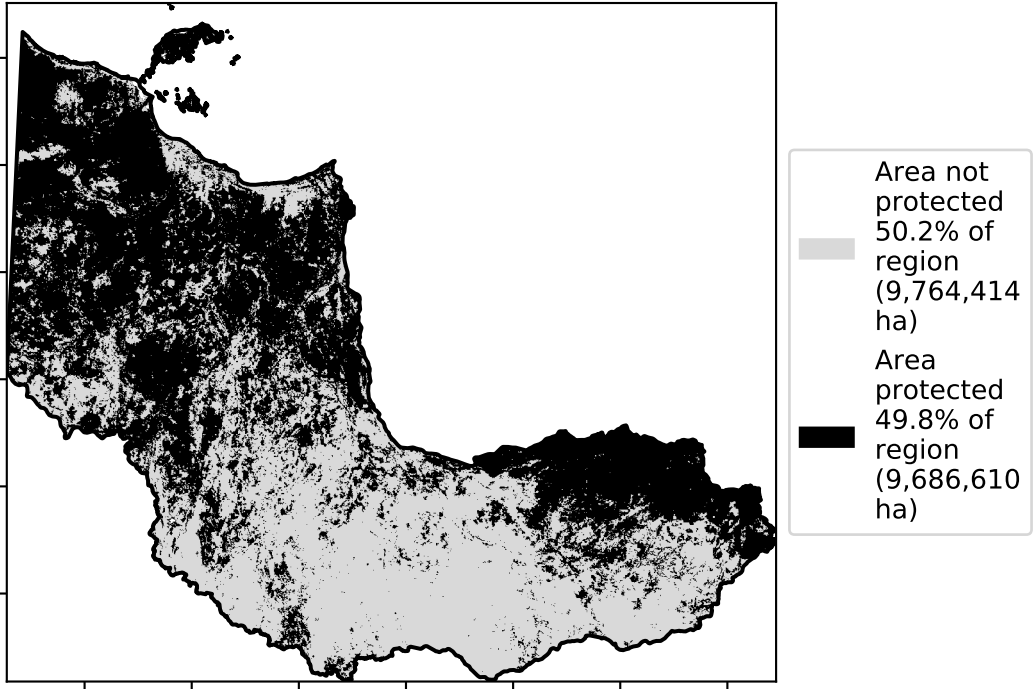 Area not
protected
50.2% of
region
(9,764,414
ha)
Area
protected
49.8% of
region
(9,686,610
ha)